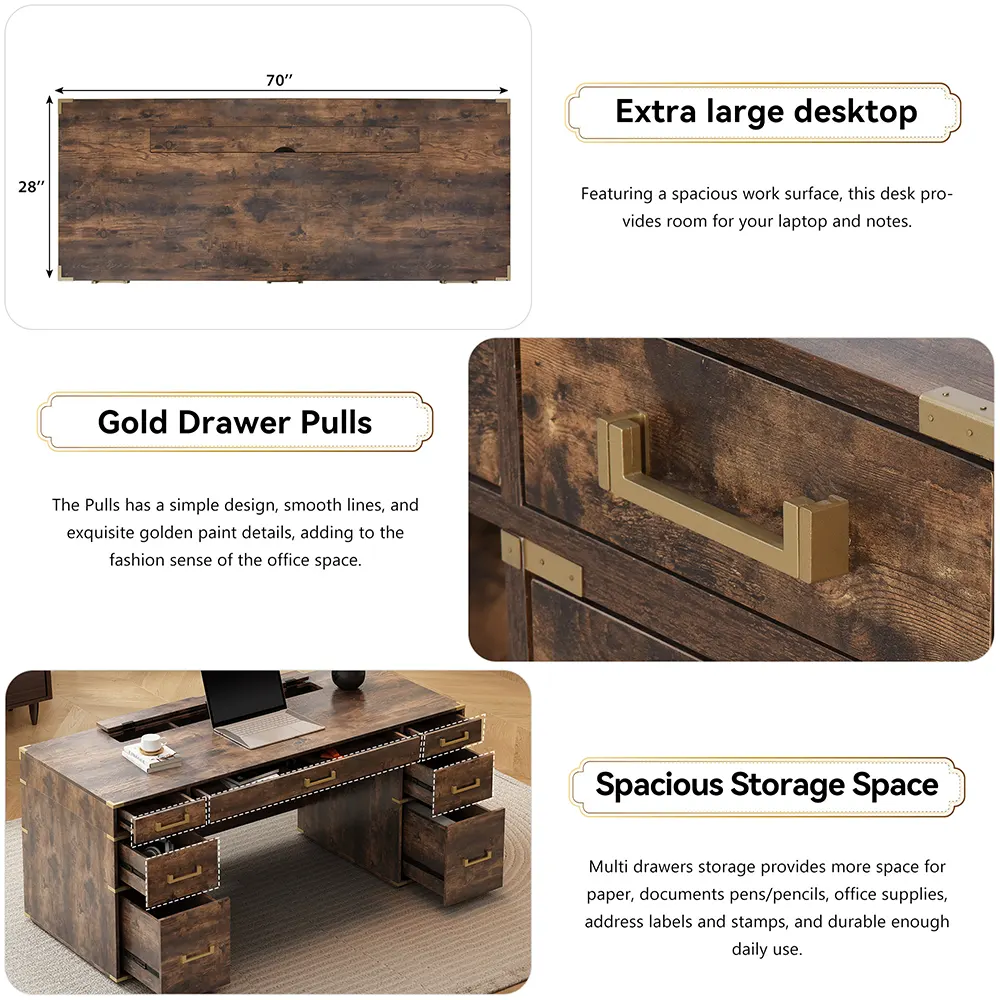 70’’
28’’
Extra large desktop
Featuring a spacious work surface, this desk pro-
vides room for your laptop and notes.
Gold Drawer Pulls
The Pulls has a simple design, smooth lines, and
exquisite golden paint details, adding to the
fashion sense of the office space.
Spacious Storage Space
Multi drawers storage provides more space for
paper, documents pens/pencils, office supplies,
address labels and stamps, and durable enough
daily use.